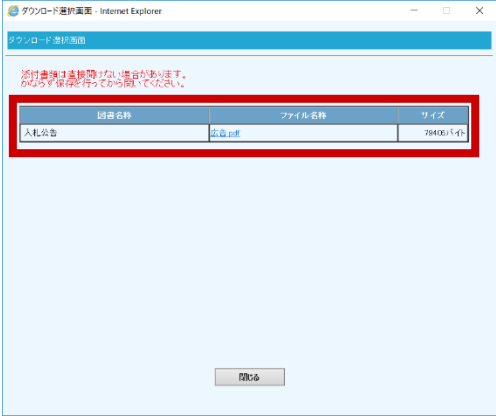 ダウンロード選択画面 - Internet Explorer
ダウンロード選択画面
添付書類は直接開けない場合があります。
かならず保存を行ってから開いてください。
図書名称 ファイル名称 サイズ
入札公告 広告.pdf 79406バイト
閉じる